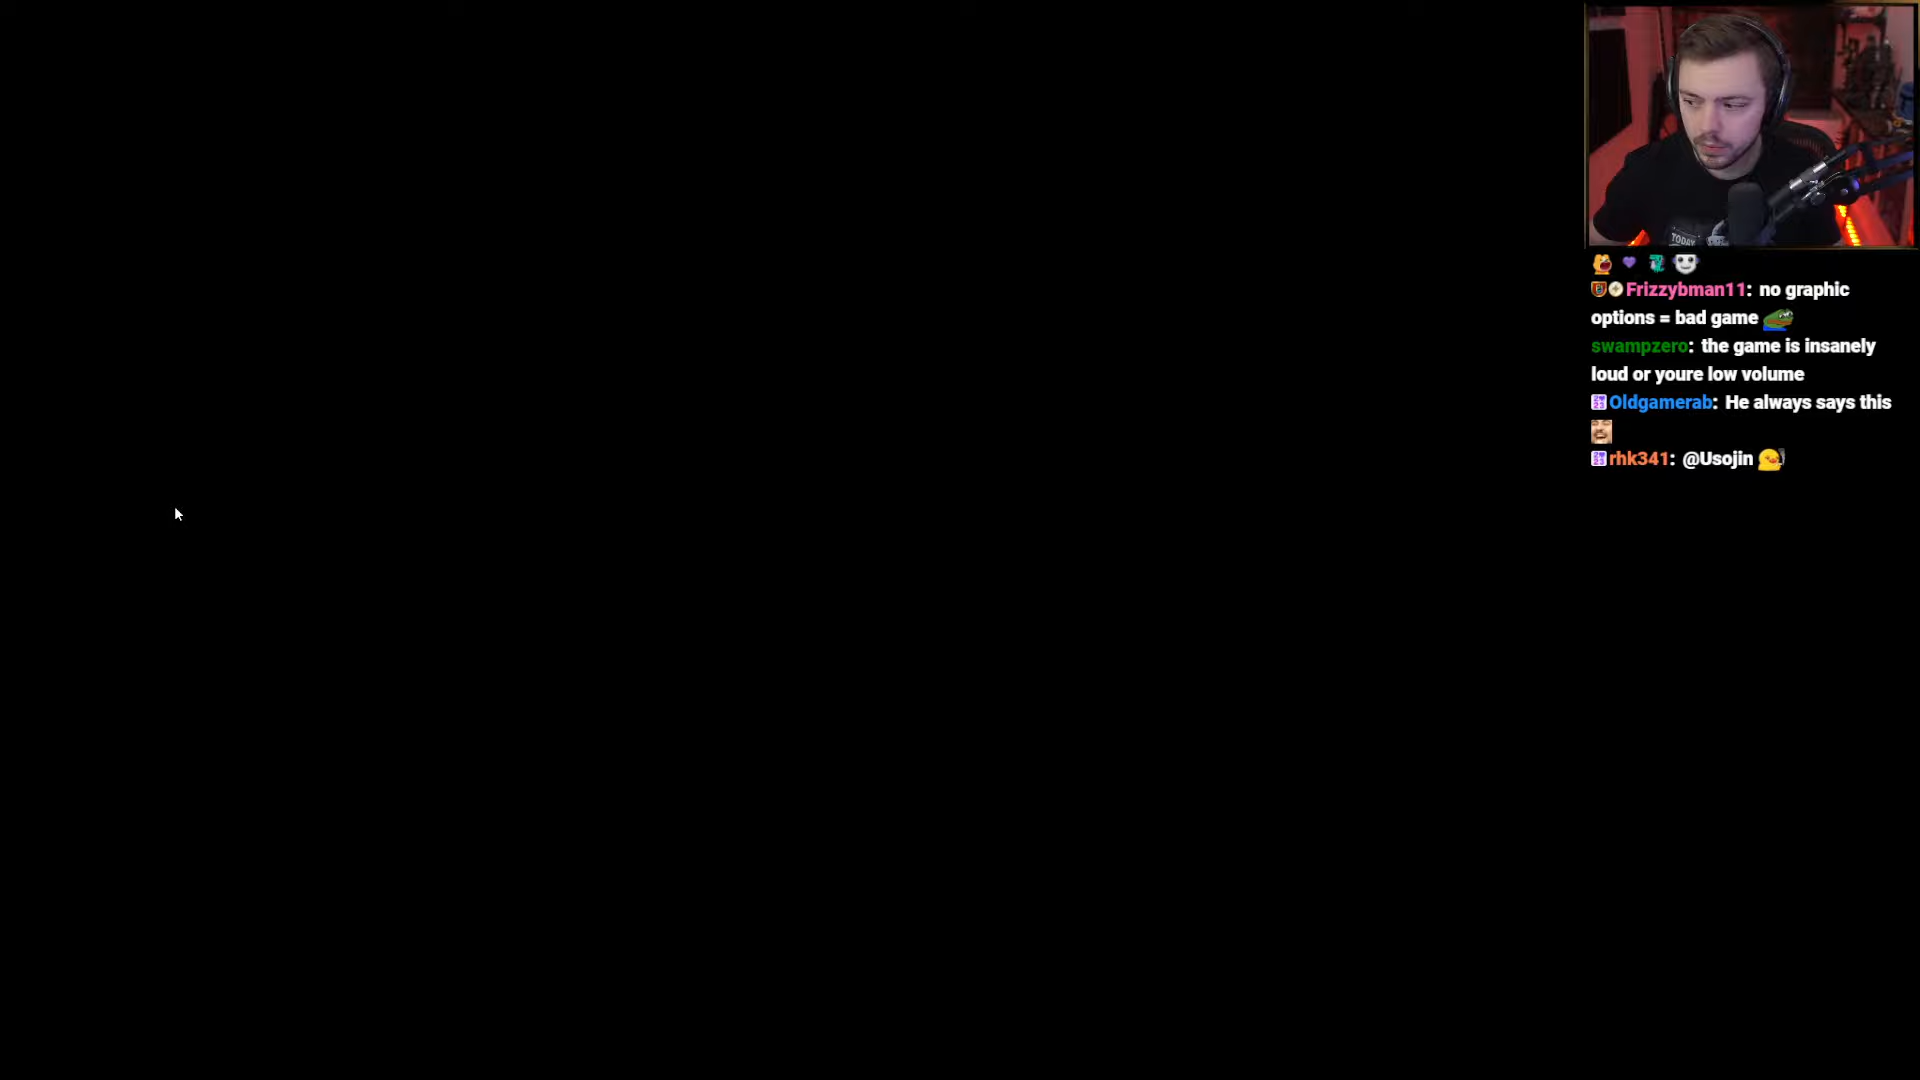 TODAY
Frizzybman11: no graphic
options = bad game
swampzero: the game is insanely
loud or youre low volume
Oldgamerab: He always says this
rhk341: @Usojin